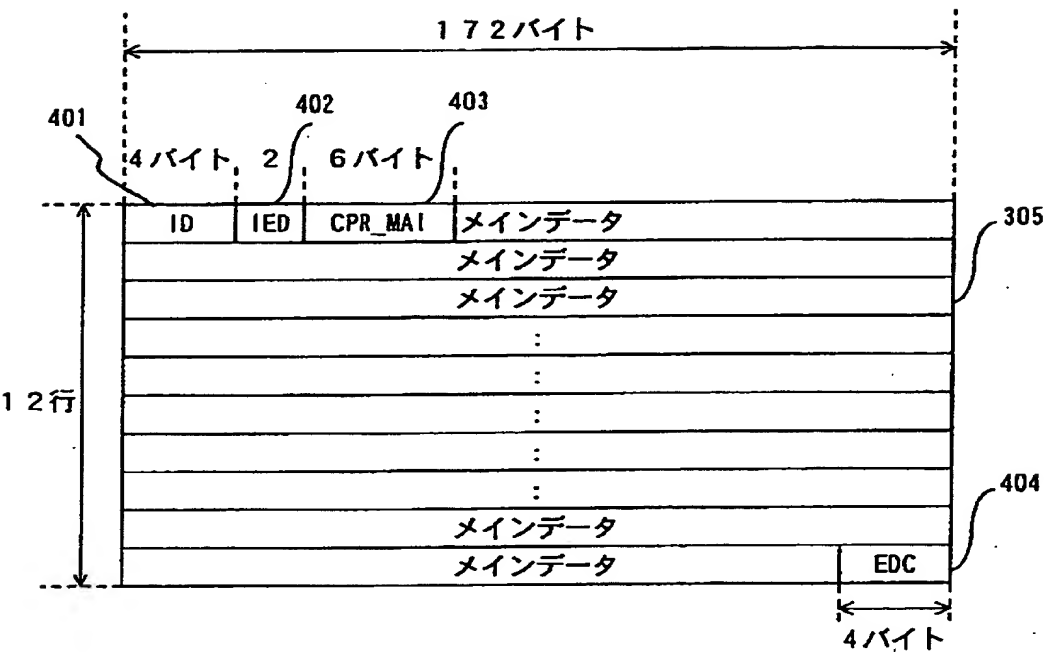 172バイト
401
402
403
4バイト
2
6バイト
ID
IED
CPR_MAI
メインデータ
305
メインデータ
メインデータ
:
:
12行
:
:
:
404
メインデータ
メインデータ
EDC
4バイト